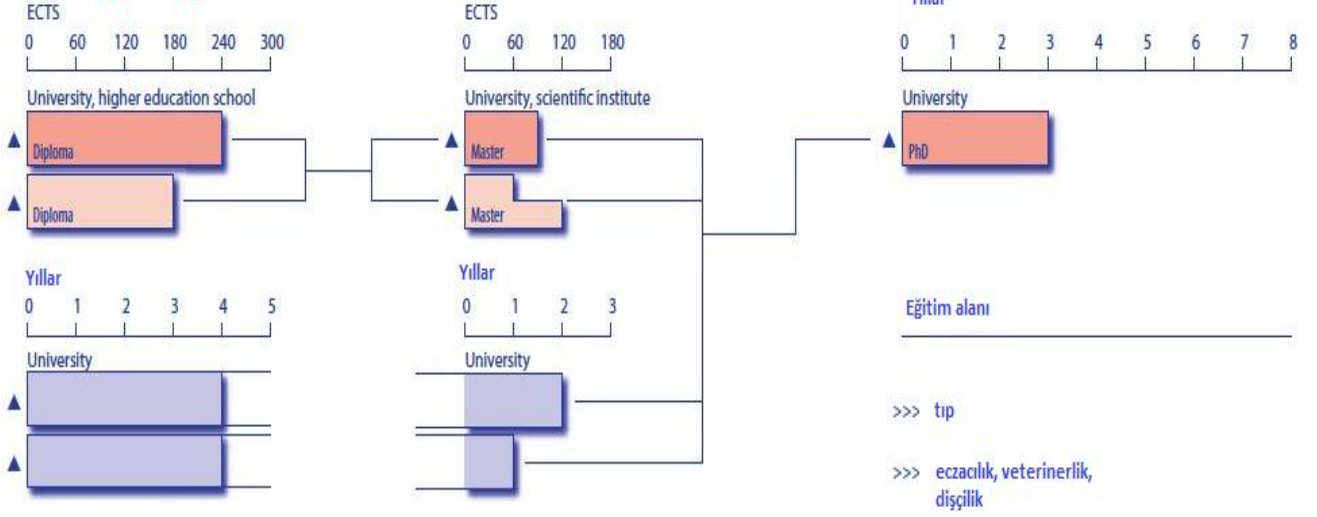 ECTS
0 60 120 180 240 300
University, higher education school
Diploma
Diploma
Yıllar
0 1 2 3 4 5
University
ECTS
0 60 120 180
University, scientific institute
Master
Master
Yıllar
0 1 2 3
University
0 1 2 3 4 5 6 7 8
University
PhD
Eğitim alanı
>>> tıp
>>> eczacılık, veterinerlik,
dişçilik